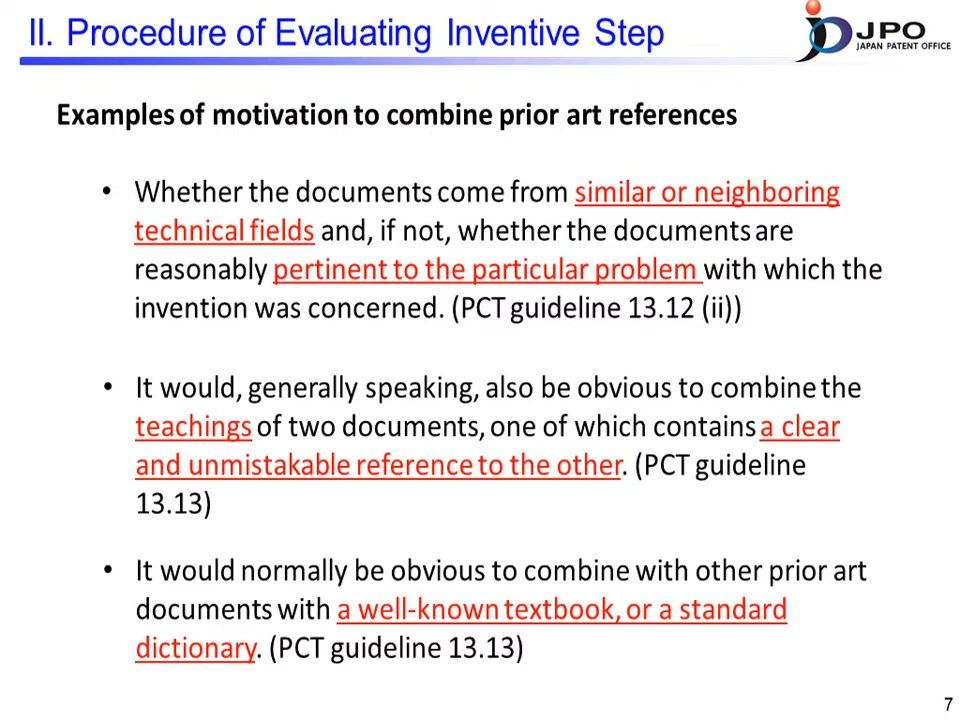 II. Procedure of Evaluating Inventive Step
JPO
JAPAN PATENT OFFICE
Examples of motivation to combine prior art references
• Whether the documents come from similar or neighboring
technical fields and, if not, whether the documents are
reasonably pertinent to the particular problem with which the
invention was concerned. (PCT guideline 13.12 (ii))
• It would, generally speaking, also be obvious to combine the
teachings of two documents, one of which contains a clear
and unmistakable reference to the other. (PCT guideline
13.13)
• It would normally be obvious to combine with other prior art
documents with a well-known textbook, or a standard
dictionary. (PCT guideline 13.13)
7